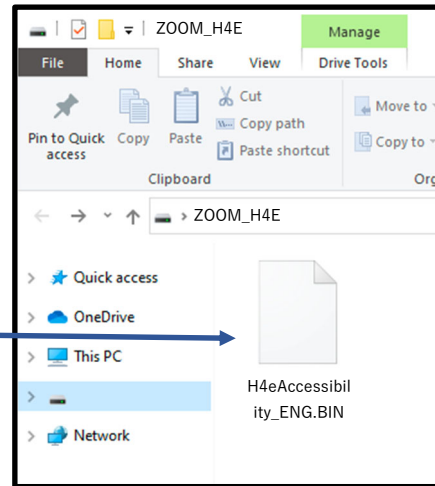 ZOOM_H4E
Manage
File Home Share View Drive Tools
Pin to Quick access
Copy
Paste
Cut
Copy path
Paste shortcut
Move to
Copy to
Clipboard
Org
ZOOM_H4E
Quick access
OneDrive
This PC
Network
H4eAccessibil
ity_ENG.BIN